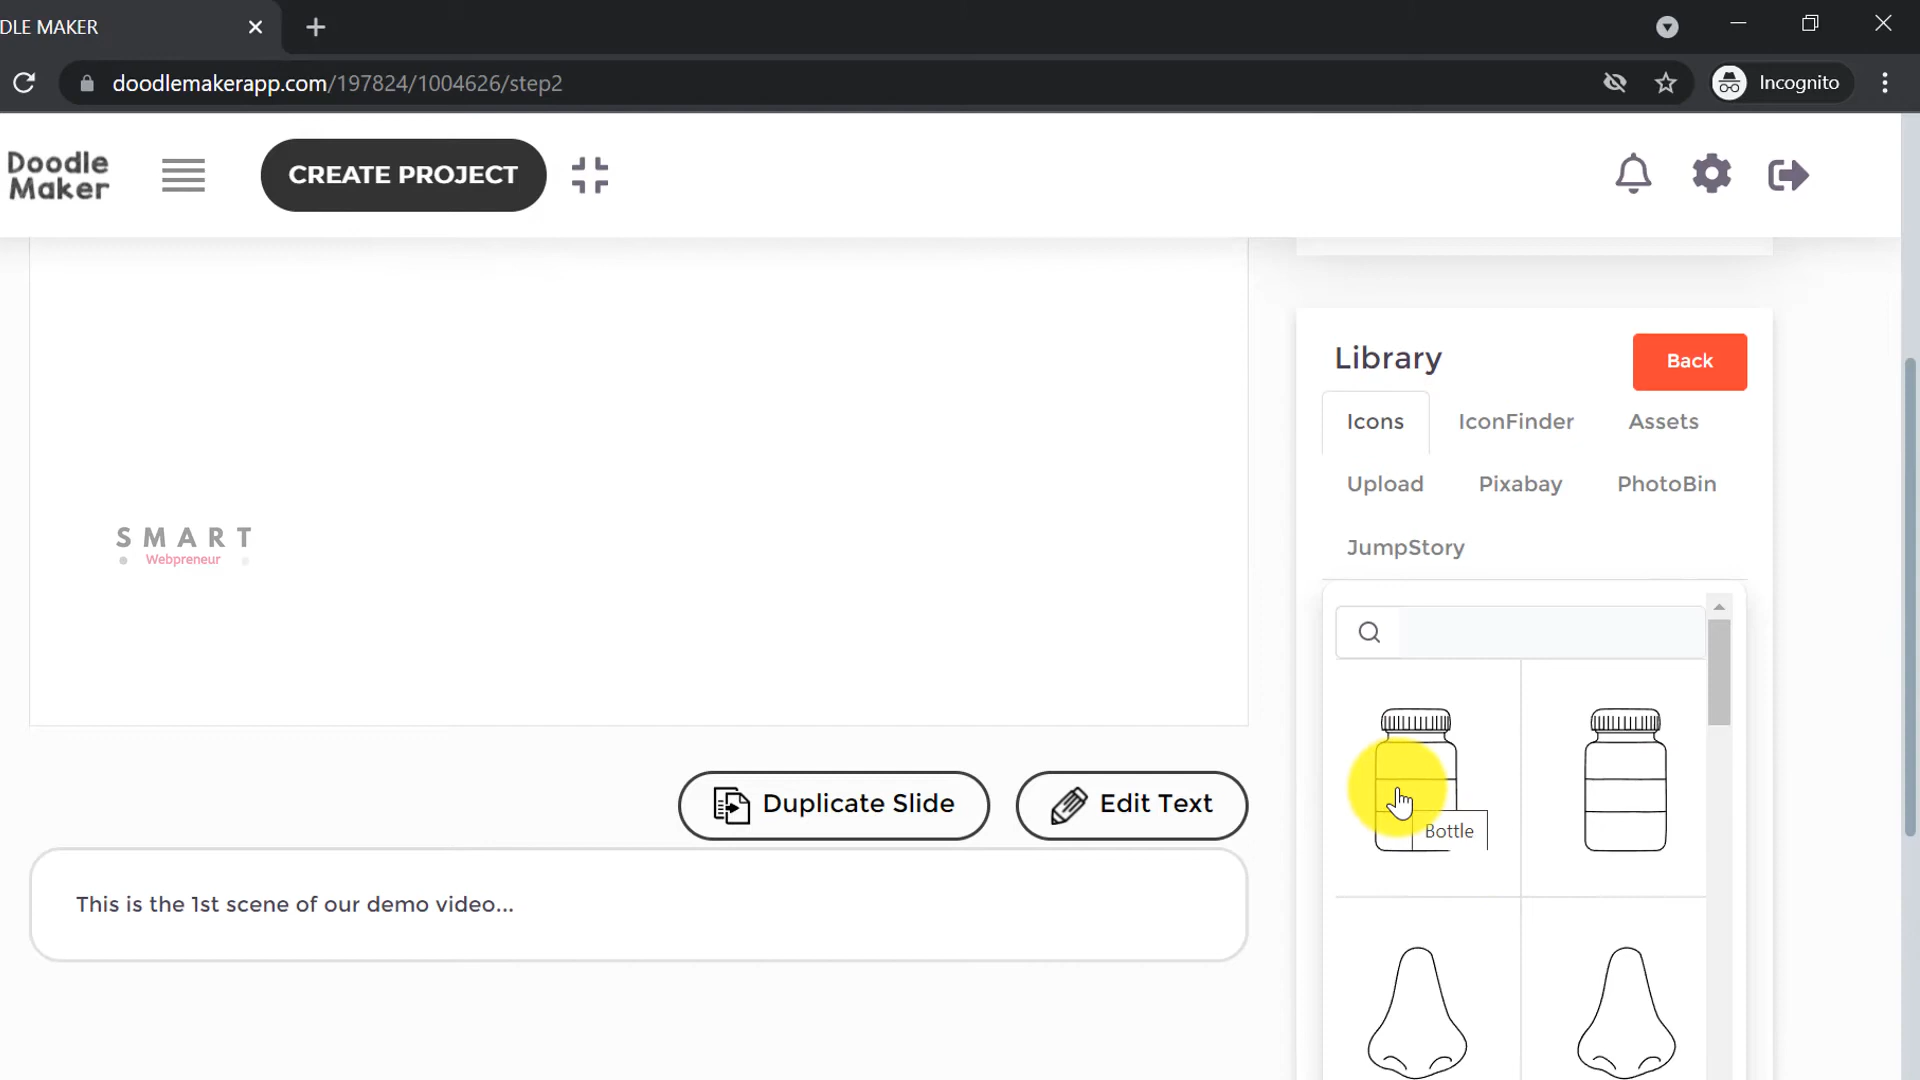 DLE MAKER
doodlemakerapp.com/197824/1004626/step2
Incognito
Doodle
Maker
CREATE PROJECT
Library
Back
Icons
IconFinder
Assets
Upload
Pixabay
PhotoBin
JumpStory
SMART
Webpreneur
Bottle
Duplicate Slide
Edit Text
This is the 1st scene of our demo video...